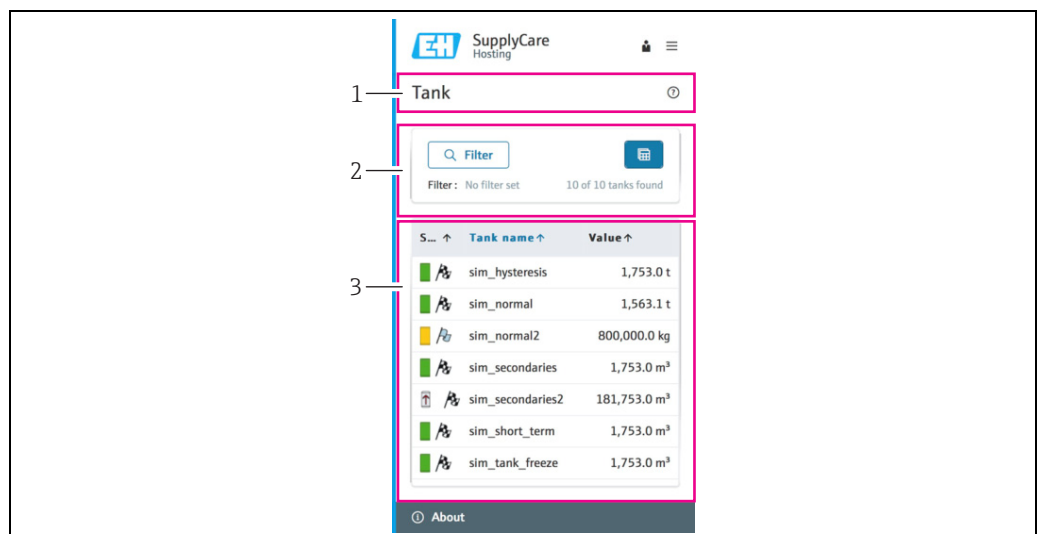 EH SupplyCare
Hosting
1 Tank
2 Filter
Filter : No filter set 10 of 10 tanks found
S... ↑ Tank name ↑ Value ↑
3
sim_hysteresis 1,753.0 t
sim_normal 1,563.1 t
sim_normal2 800,000.0 kg
sim_secondaries 1,753.0 m³
sim_secondaries2 181,753.0 m³
sim_short_term 1,753.0 m³
sim_tank_freeze 1,753.0 m³
About